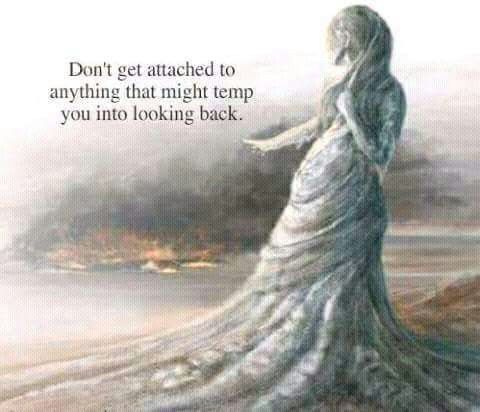 Don't get attached to
anything that might temp
you into looking back.